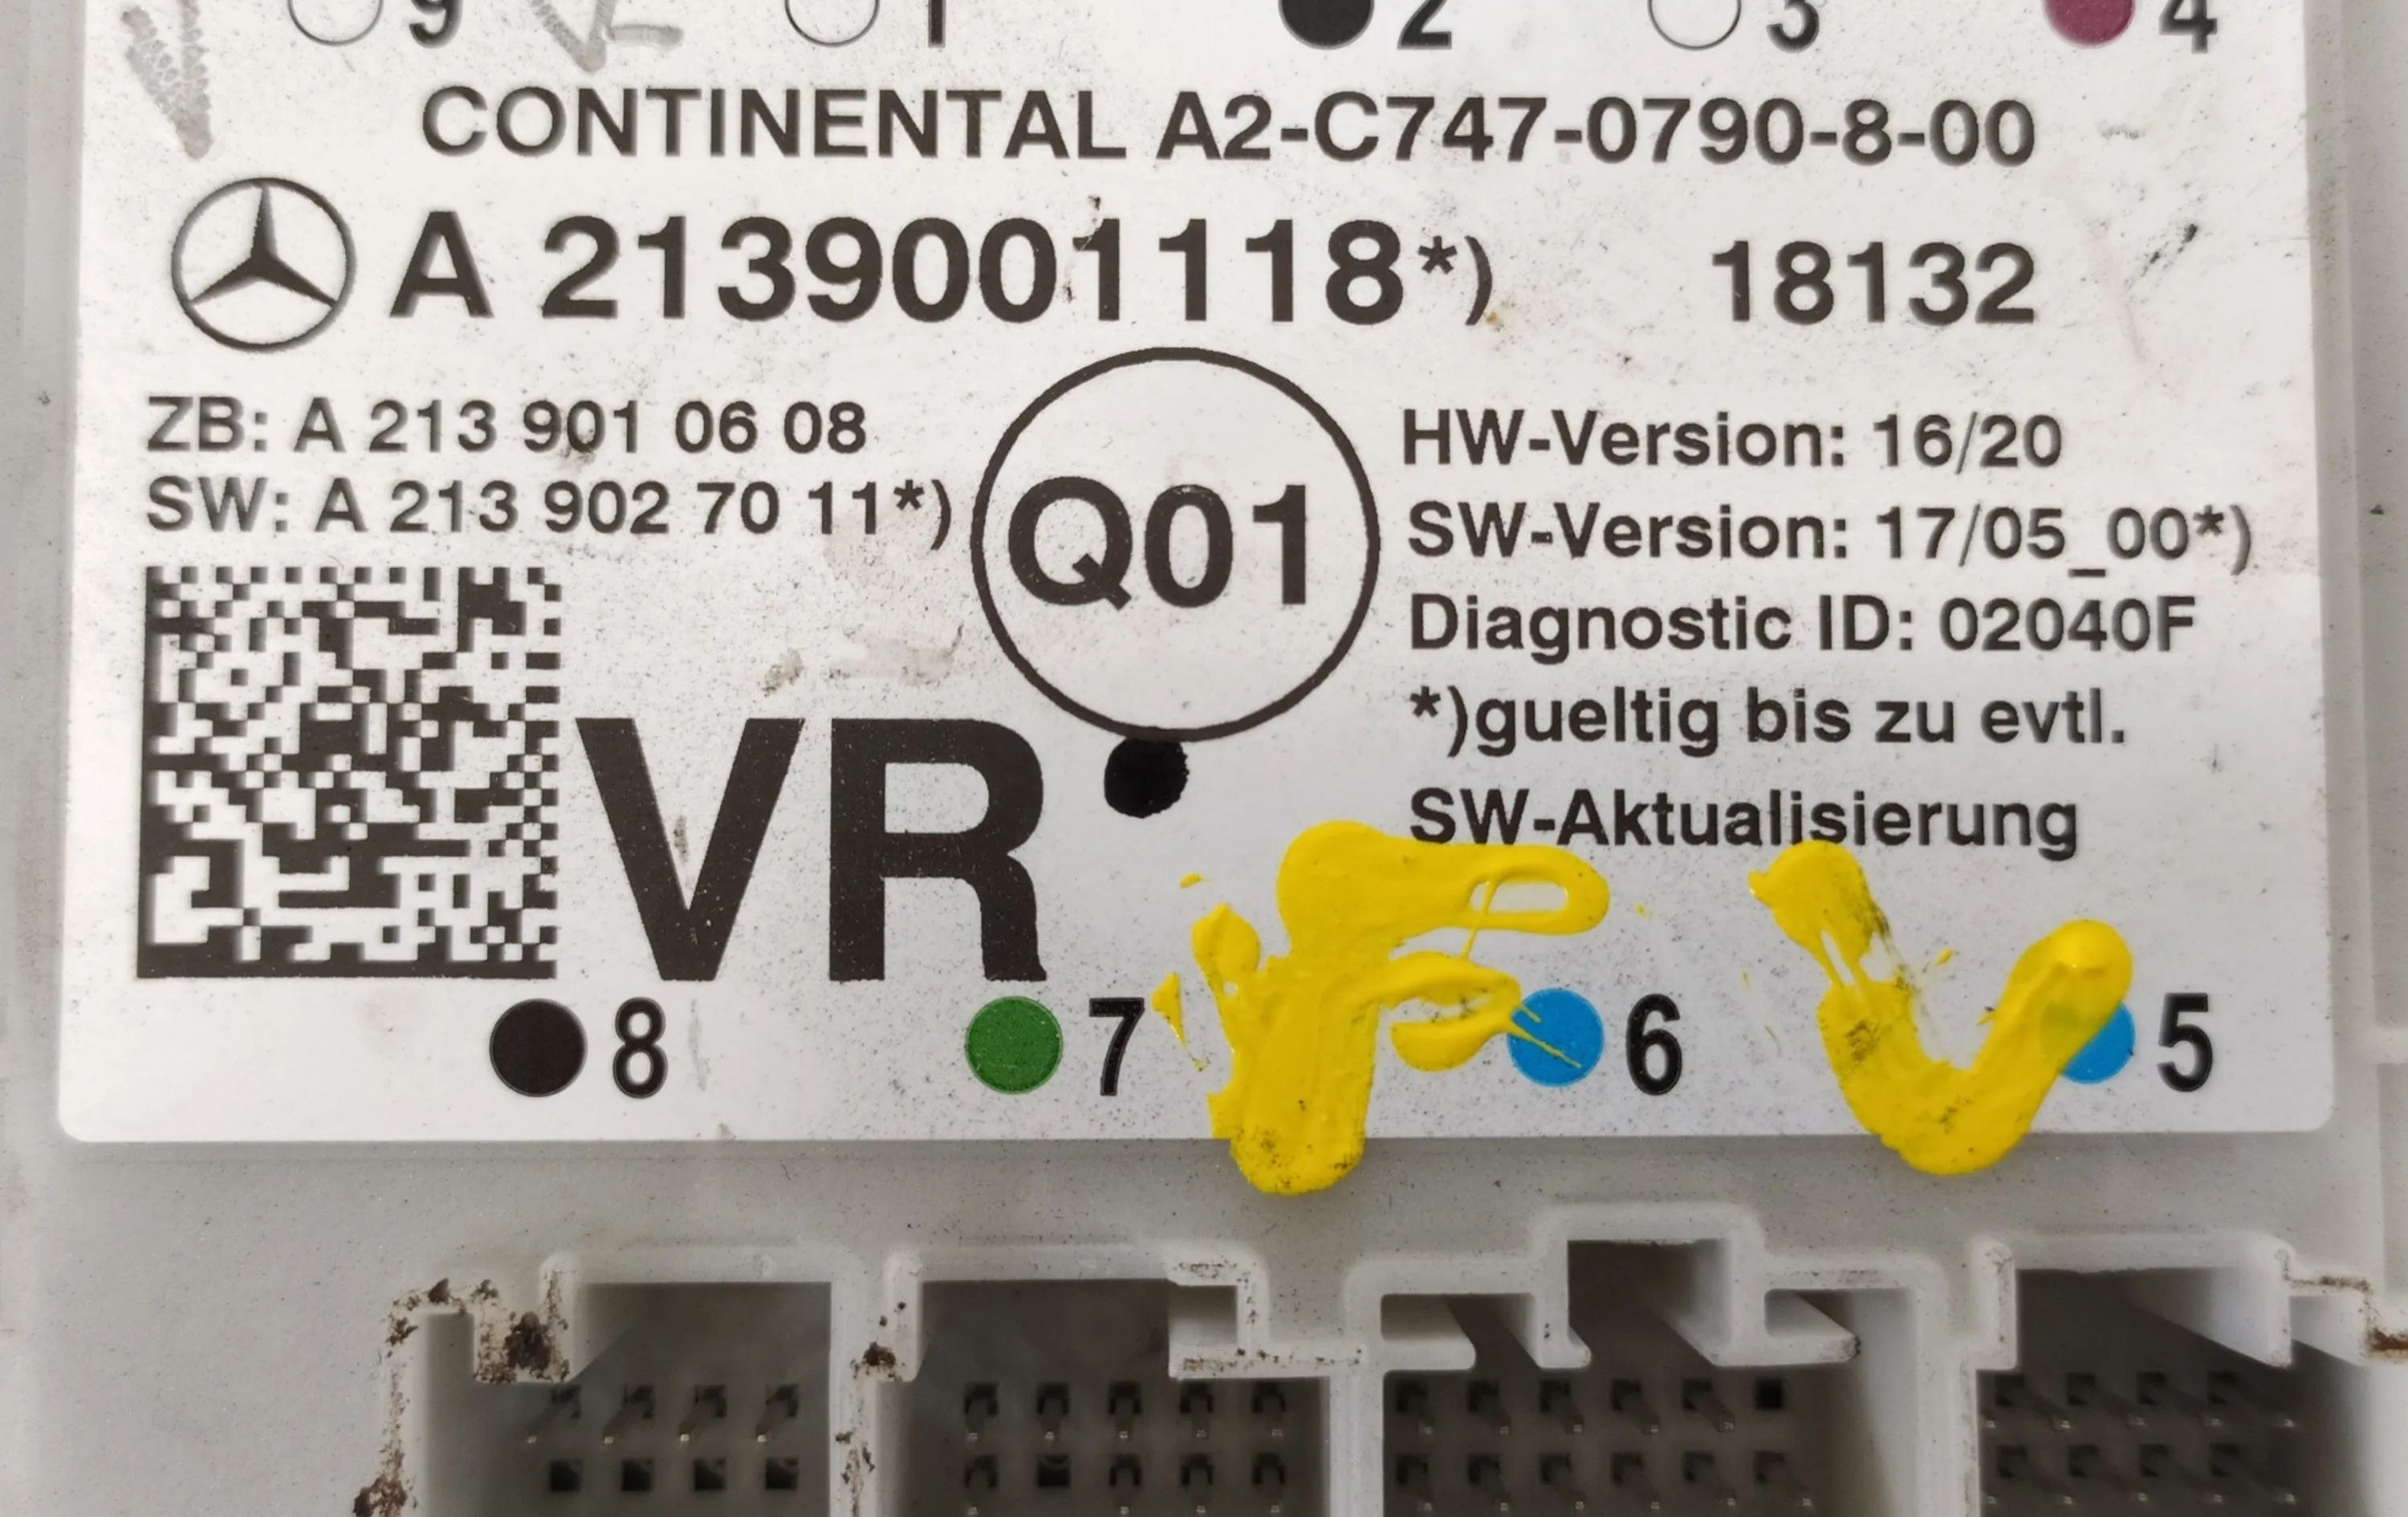 9 1 2 3 4
CONTINENTAL A2-C747-0790-8-00
A 2139001118*) 18132
ZB: A 213 901 06 08
SW: A 213 902 70 11*)
Q01
HW-Version: 16/20
SW-Version: 17/05_00*)
Diagnostic ID: 02040F
*)gueltig bis zu evtl.
SW-Aktualisierung
VR
F V
8 7 6 5